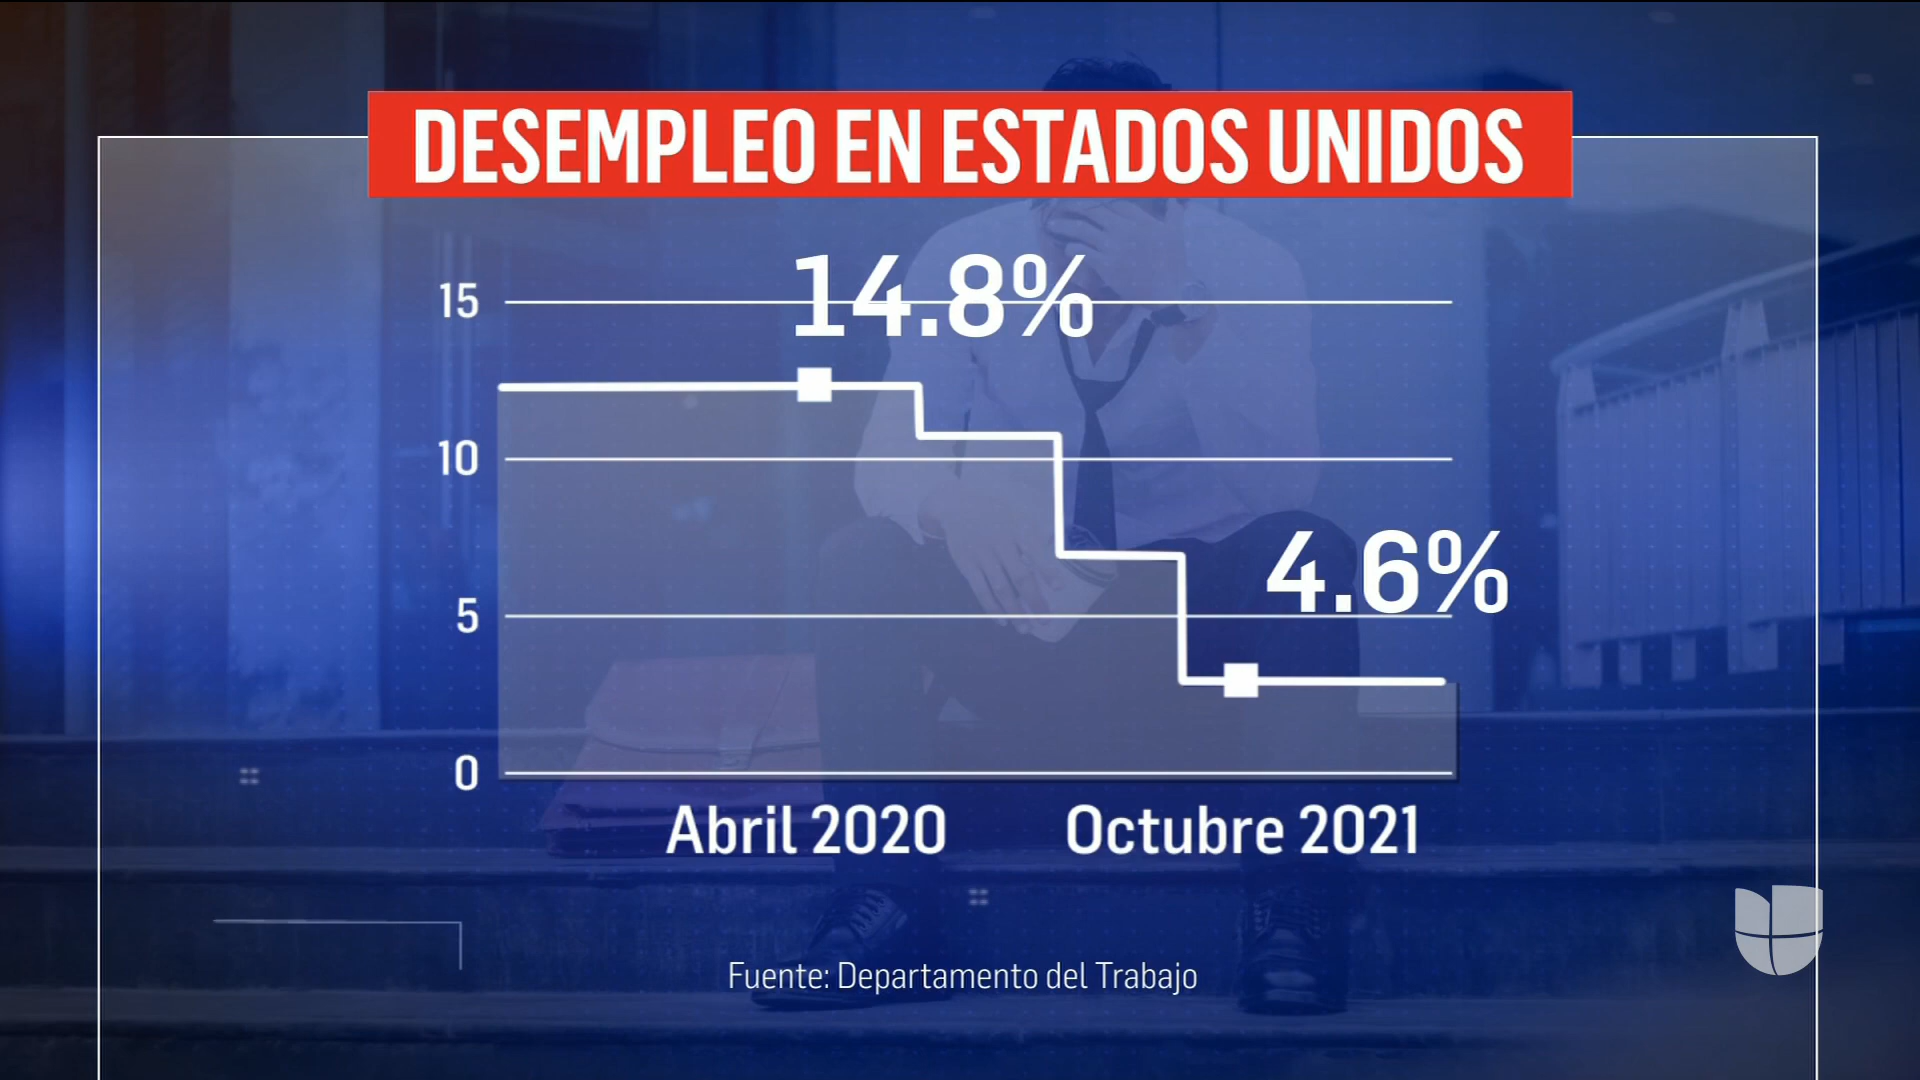 DESEMPLEO EN ESTADOS UNIDOS
14.8%
15
10
4.6%
5
0
Abril 2020
Octubre 2021
Fuente: Departamento del Trabajo